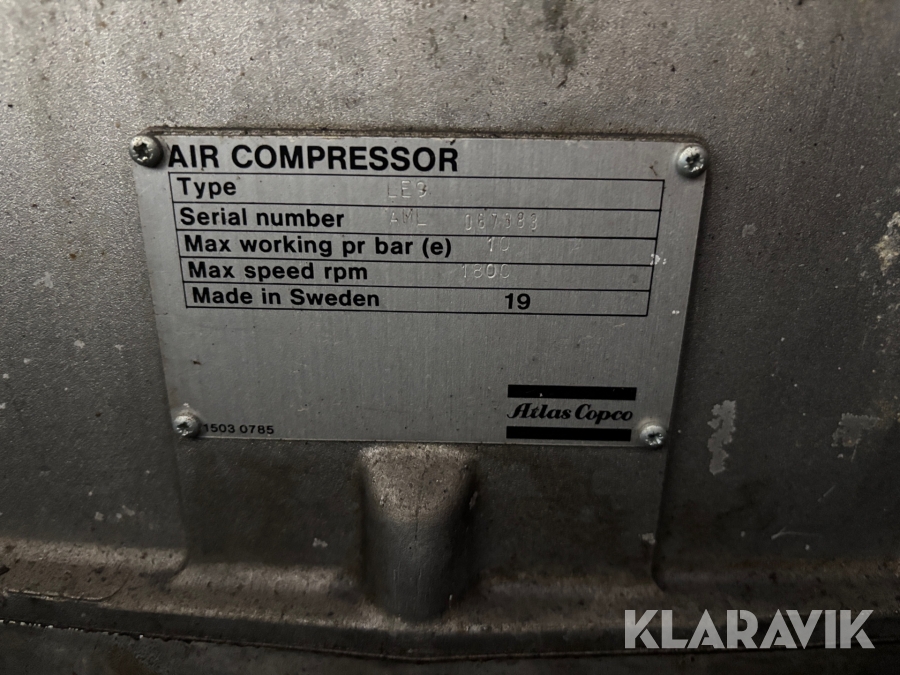 AIR COMPRESSOR
Type LE9
Serial number AML
Max working pr bar (e) 10
Max speed rpm 1800
Made in Sweden 19
Atlas Copco
1503 0785
KLARAVIK